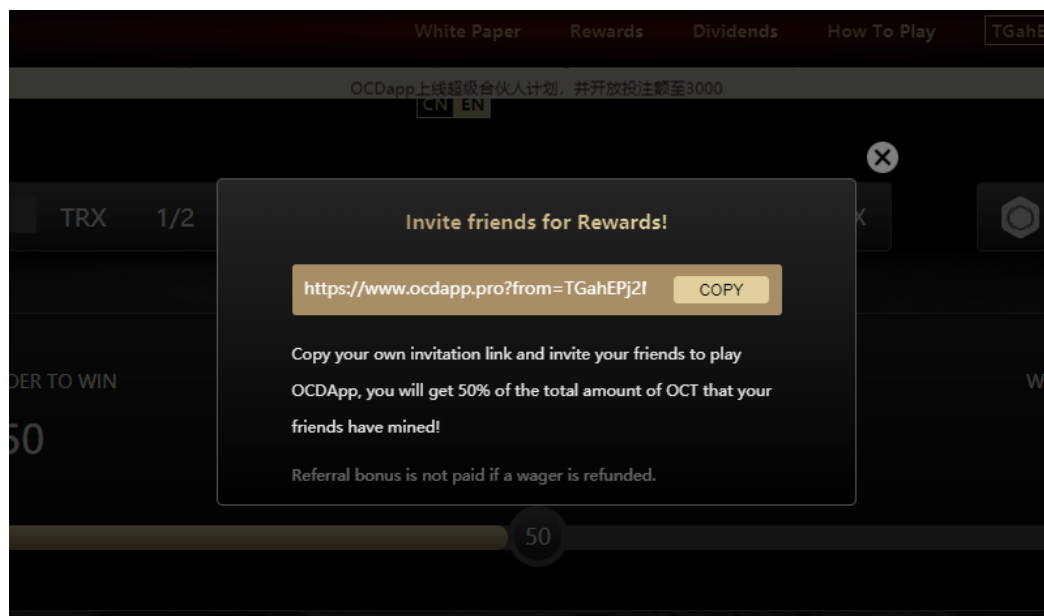 White Paper Rewards Dividends How To Play TGahE
OCDapp上线超级合伙人计划，并开放投注额至3000
CN EN
TRX 1/2 X
Invite friends for Rewards!
https://www.ocdapp.pro?from=TGahEPj2 COPY
Copy your own invitation link and invite your friends to play
OCDApp, you will get 50% of the total amount of OCT that your
friends have mined!
DER TO WIN W
50
Referral bonus is not paid if a wager is refunded.
50